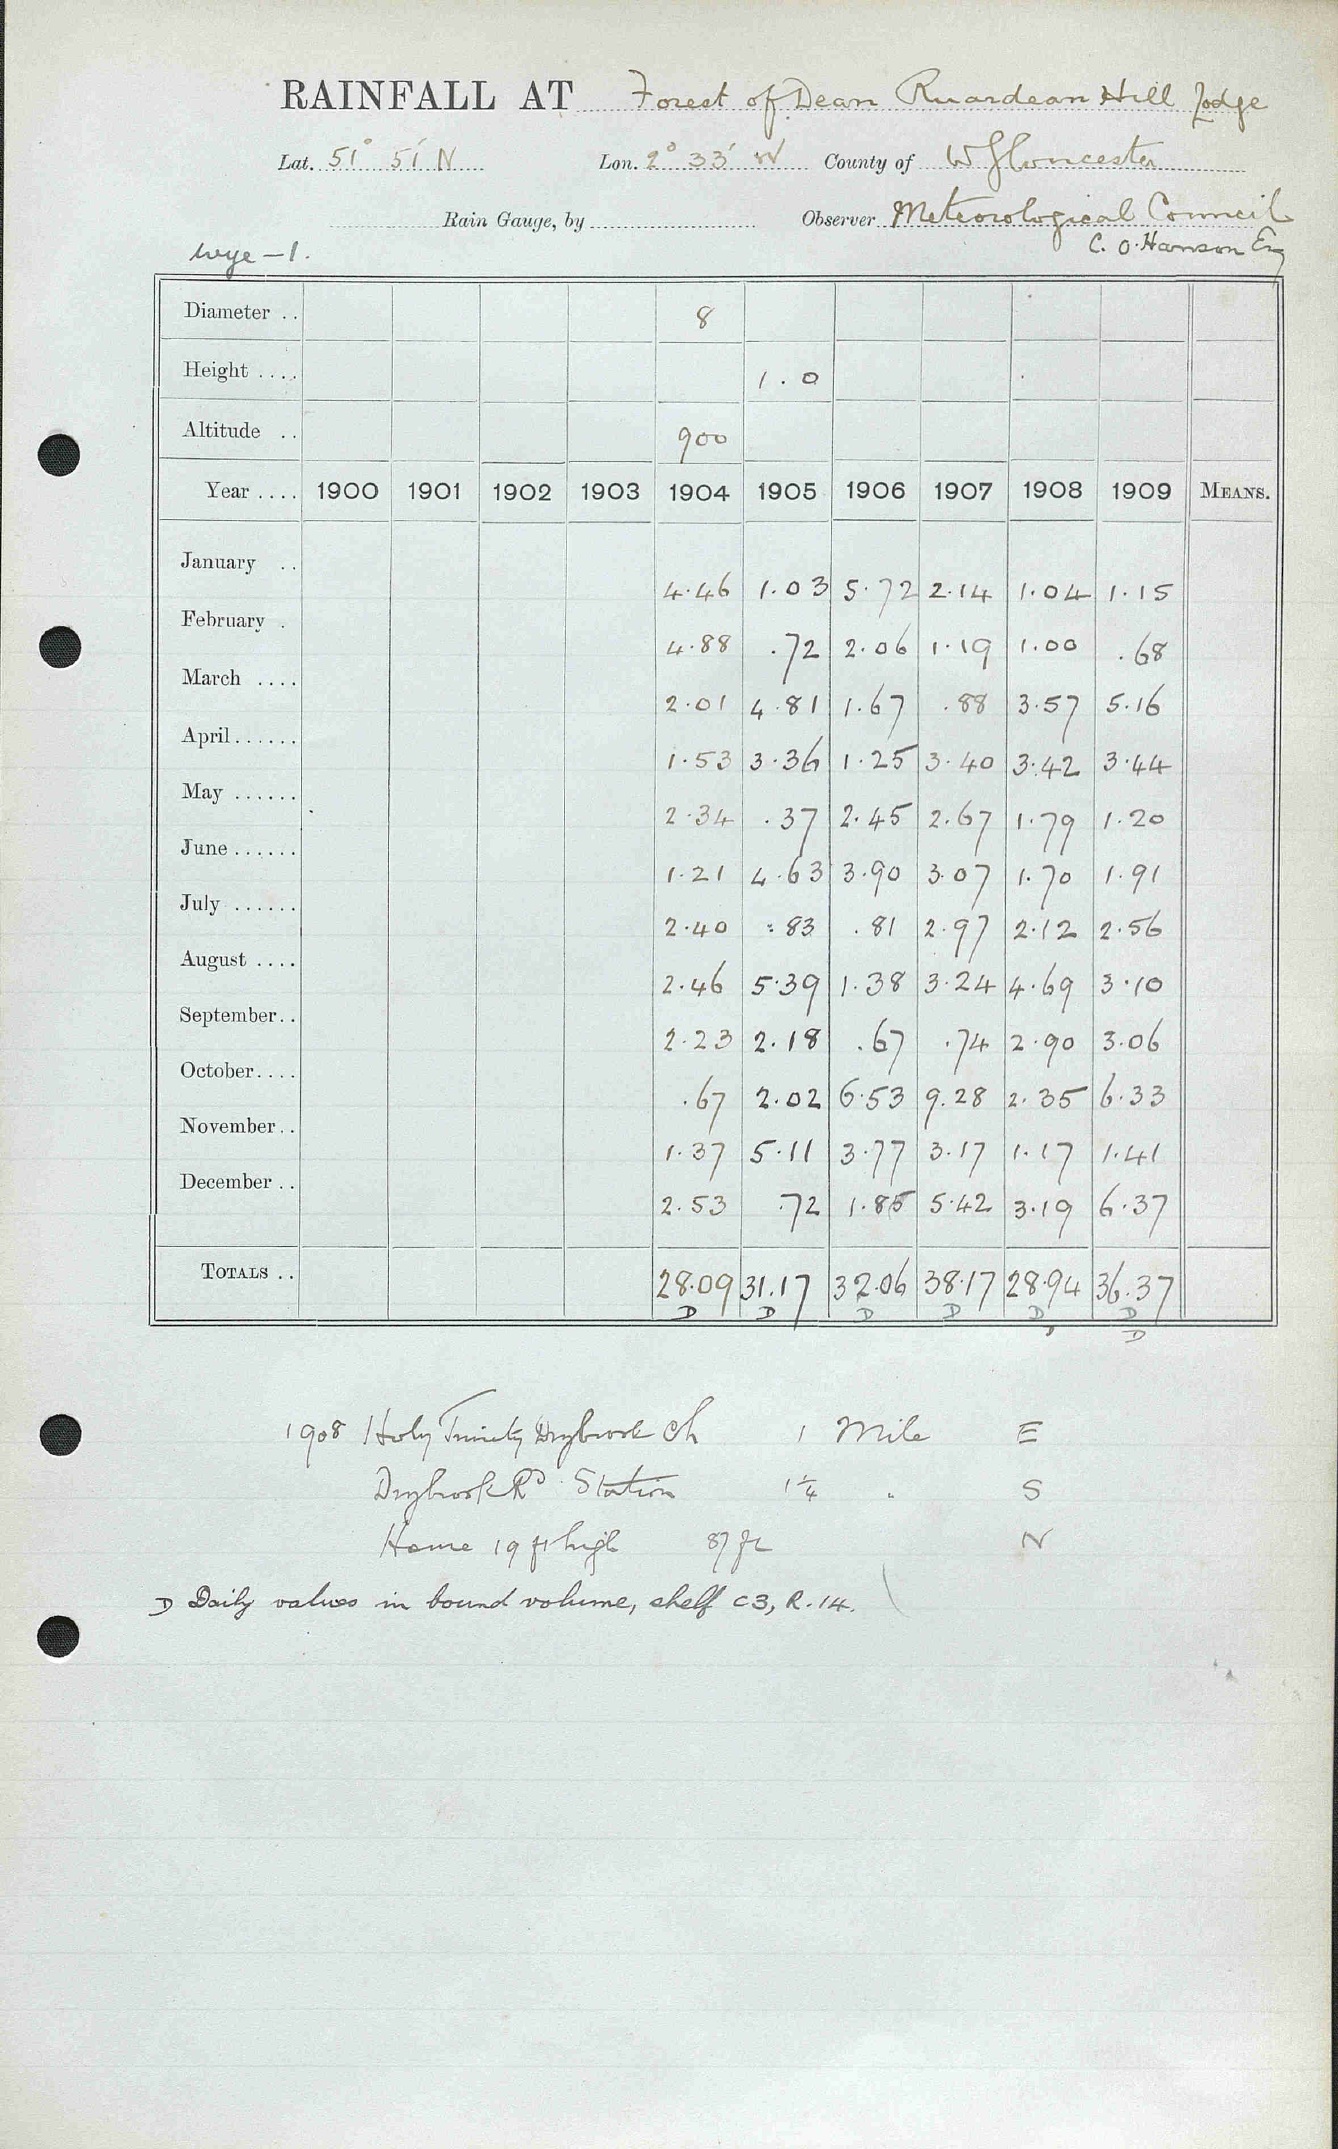 RAINFALL AT Forest of Dean Ruardean Hill Lodge
Lat. 51° 51' N Lon. 2° 33' W County of W Gloucester
Rain Gauge, by Observer Meteorological Council
Wye - 1. C. O. Hanson Esq
Diameter .. 8
Height .... 1.0
Altitude .. 900
Year .... 1900 1901 1902 1903 1904 1905 1906 1907 1908 1909 MEANS.
January .. 4.46 1.03 5.72 2.14 1.04 1.15
February . 4.88 .72 2.06 1.19 1.00 .68
March .... 2.01 4.81 1.67 .88 3.57 5.16
April ...... 1.53 3.36 1.25 3.40 3.42 3.44
May ...... 2.34 .37 2.45 2.67 1.79 1.20
June ...... 1.21 4.63 3.90 3.07 1.70 1.91
July ...... 2.40 .83 .81 2.97 2.12 2.56
August .... 2.46 5.39 1.38 3.24 4.69 3.10
September .. 2.23 2.18 .67 .74 2.90 3.06
October .... .67 2.02 6.53 9.28 2.35 6.33
November .. 1.37 5.11 3.77 3.17 1.17 1.41
December .. 2.53 .72 1.85 5.42 3.19 6.37
TOTALS .. 28.09 31.17 32.06 38.17 28.94 36.37
D D D D D D
D
1908 Holy Trinity Drybrook Ch 1 Mile E
Drybrook Rd Station 1¼ " S
House 19 ft high 87 ft N
D Daily values in bound volume, shelf C3, R.14.